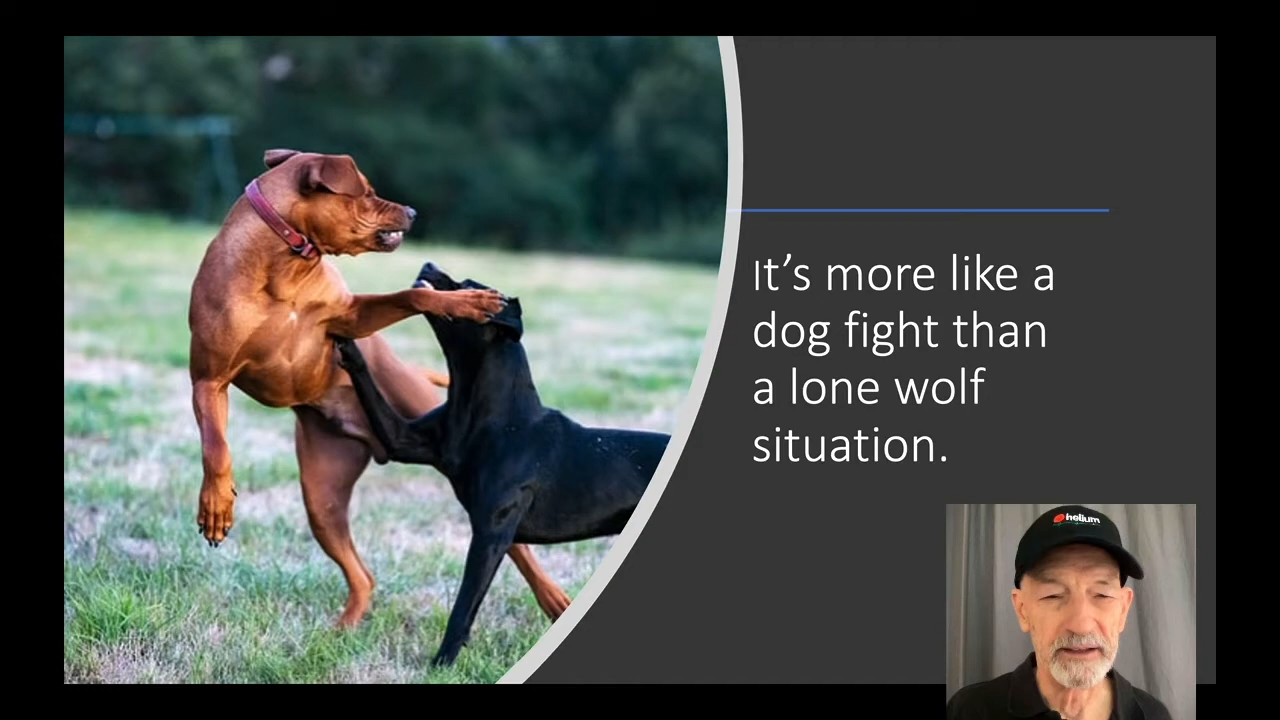 It’s more like a
dog fight than
a lone wolf
situation.
helium